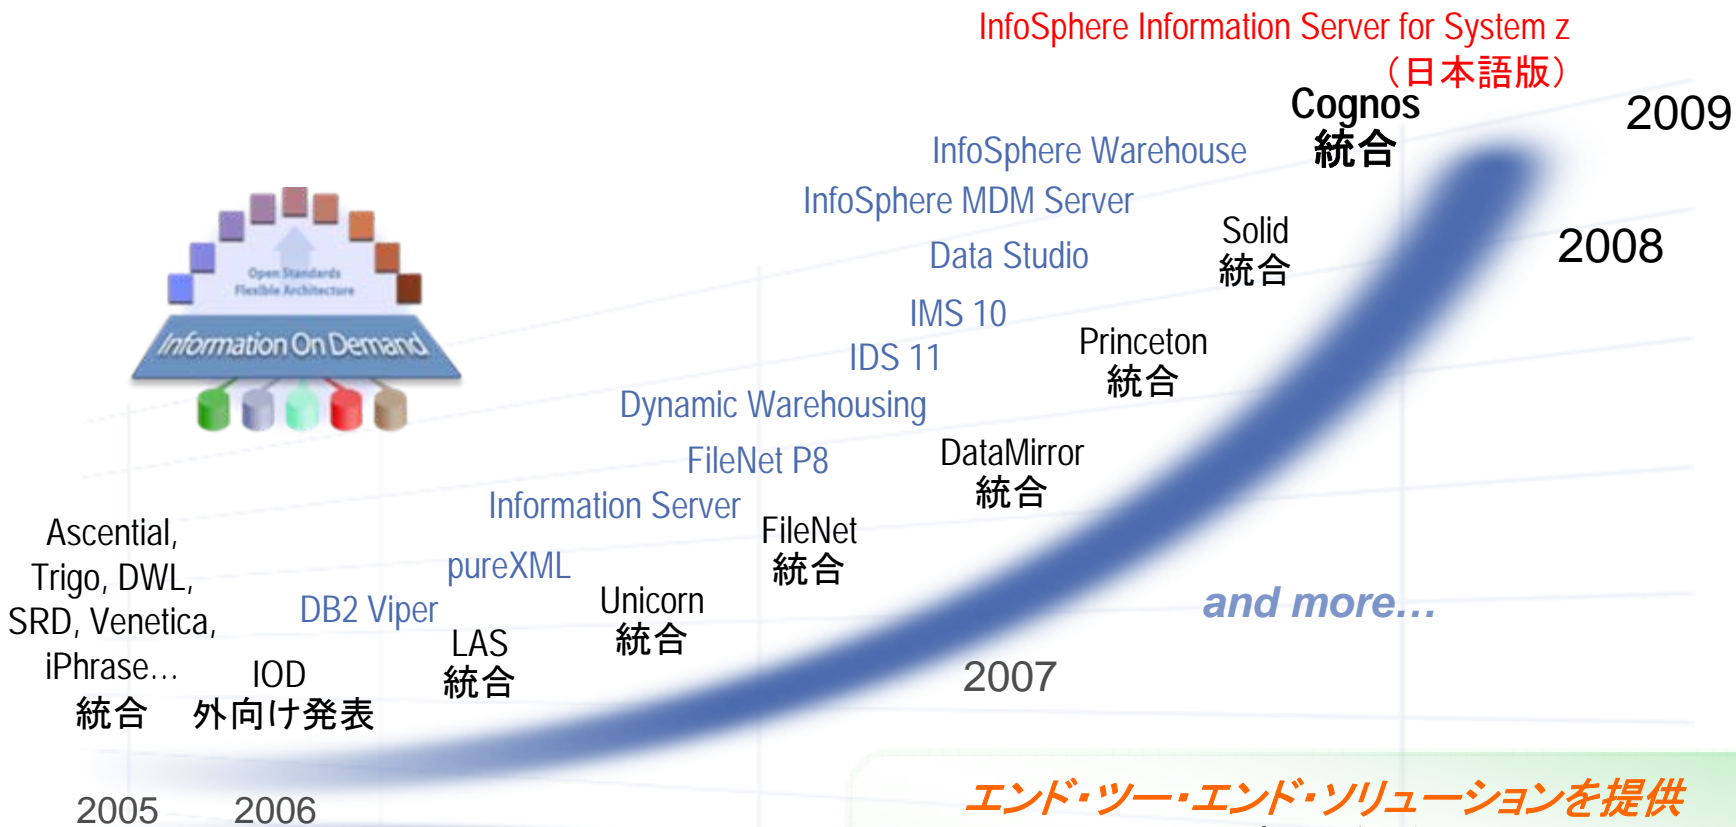 InfoSphere Information Server for System z
（日本語版）
Cognos
統合
2009
InfoSphere Warehouse
InfoSphere MDM Server
Solid
統合
2008
Data Studio
Open Standards
Flexible Architecture
Information On Demand
IMS 10
IDS 11
Princeton
統合
Dynamic Warehousing
FileNet P8
DataMirror
統合
Information Server
FileNet
統合
Ascential,
Trigo, DWL,
SRD, Venetica,
iPhrase…
統合
pureXML
DB2 Viper
Unicorn
統合
and more…
LAS
統合
IOD
外向け発表
2007
エンド・ツー・エンド・ソリューションを提供
2005
2006